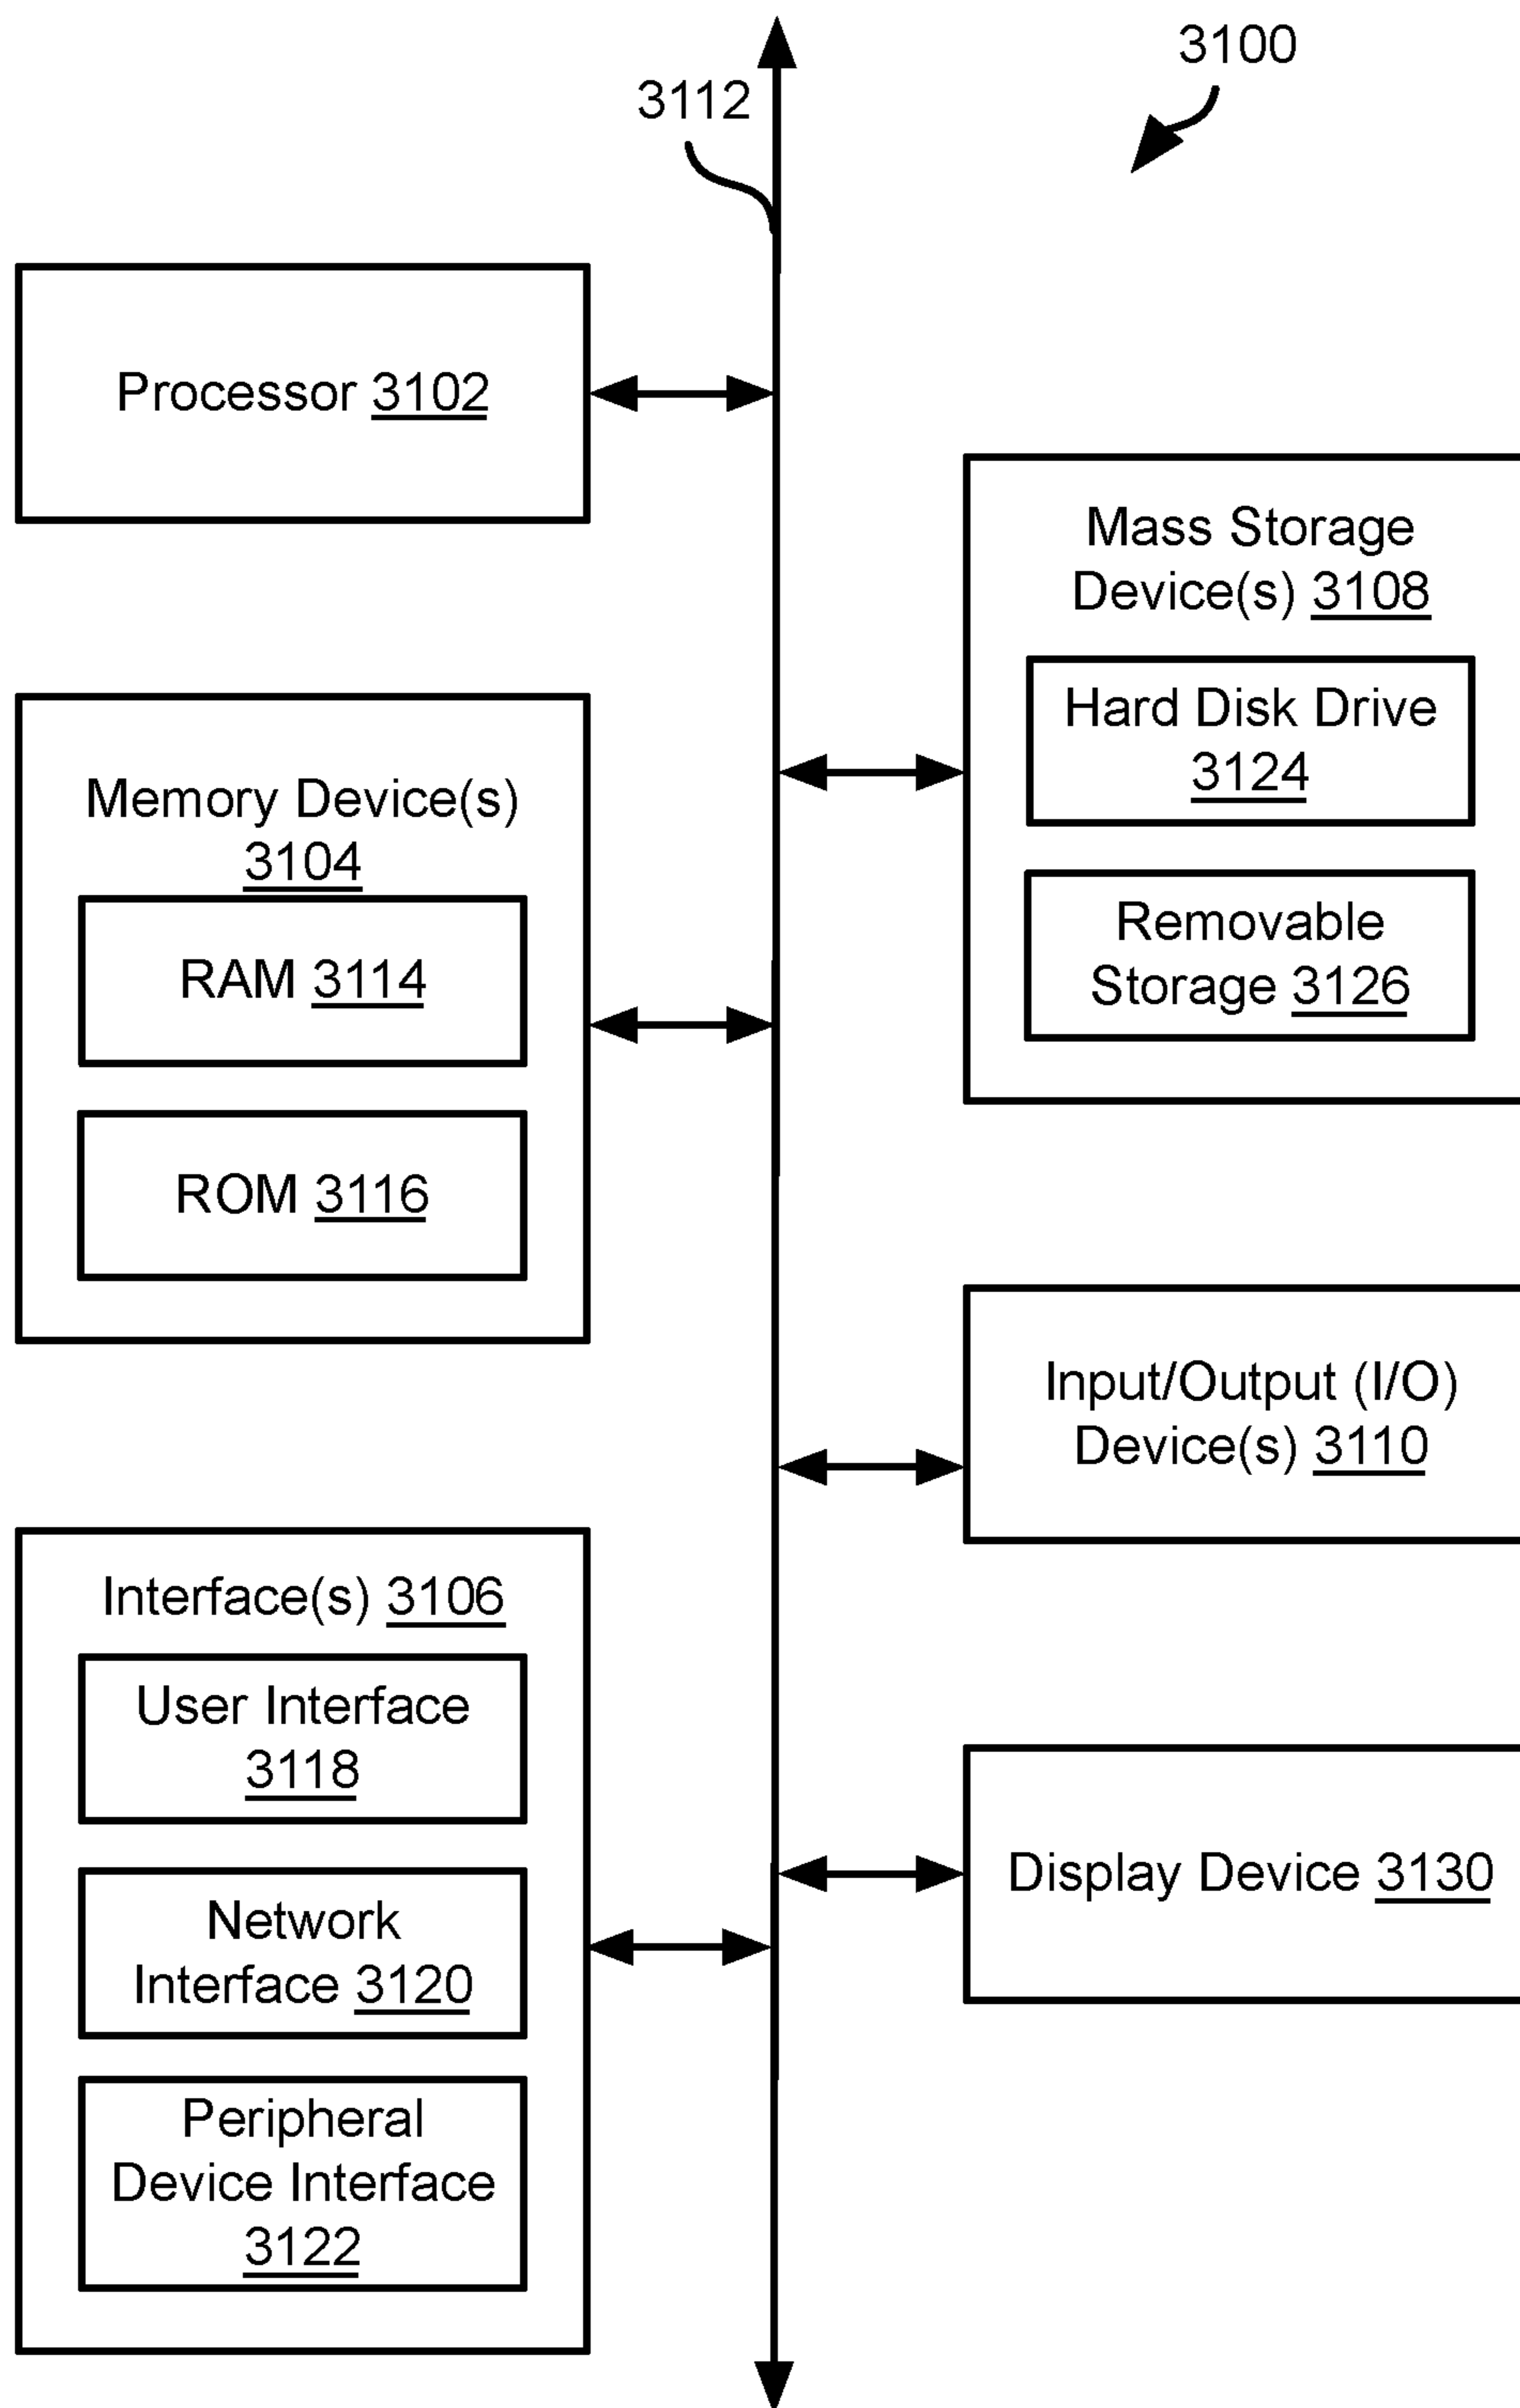 3100
3112
Processor 3102
Mass Storage
Device(s) 3108
Hard Disk Drive
3124
Removable
Storage 3126
Memory Device(s)
3104
RAM 3114
ROM 3116
Input/Output (I/O)
Device(s) 3110
Interface(s) 3106
User Interface
3118
Network
Interface 3120
Peripheral
Device Interface
3122
Display Device 3130